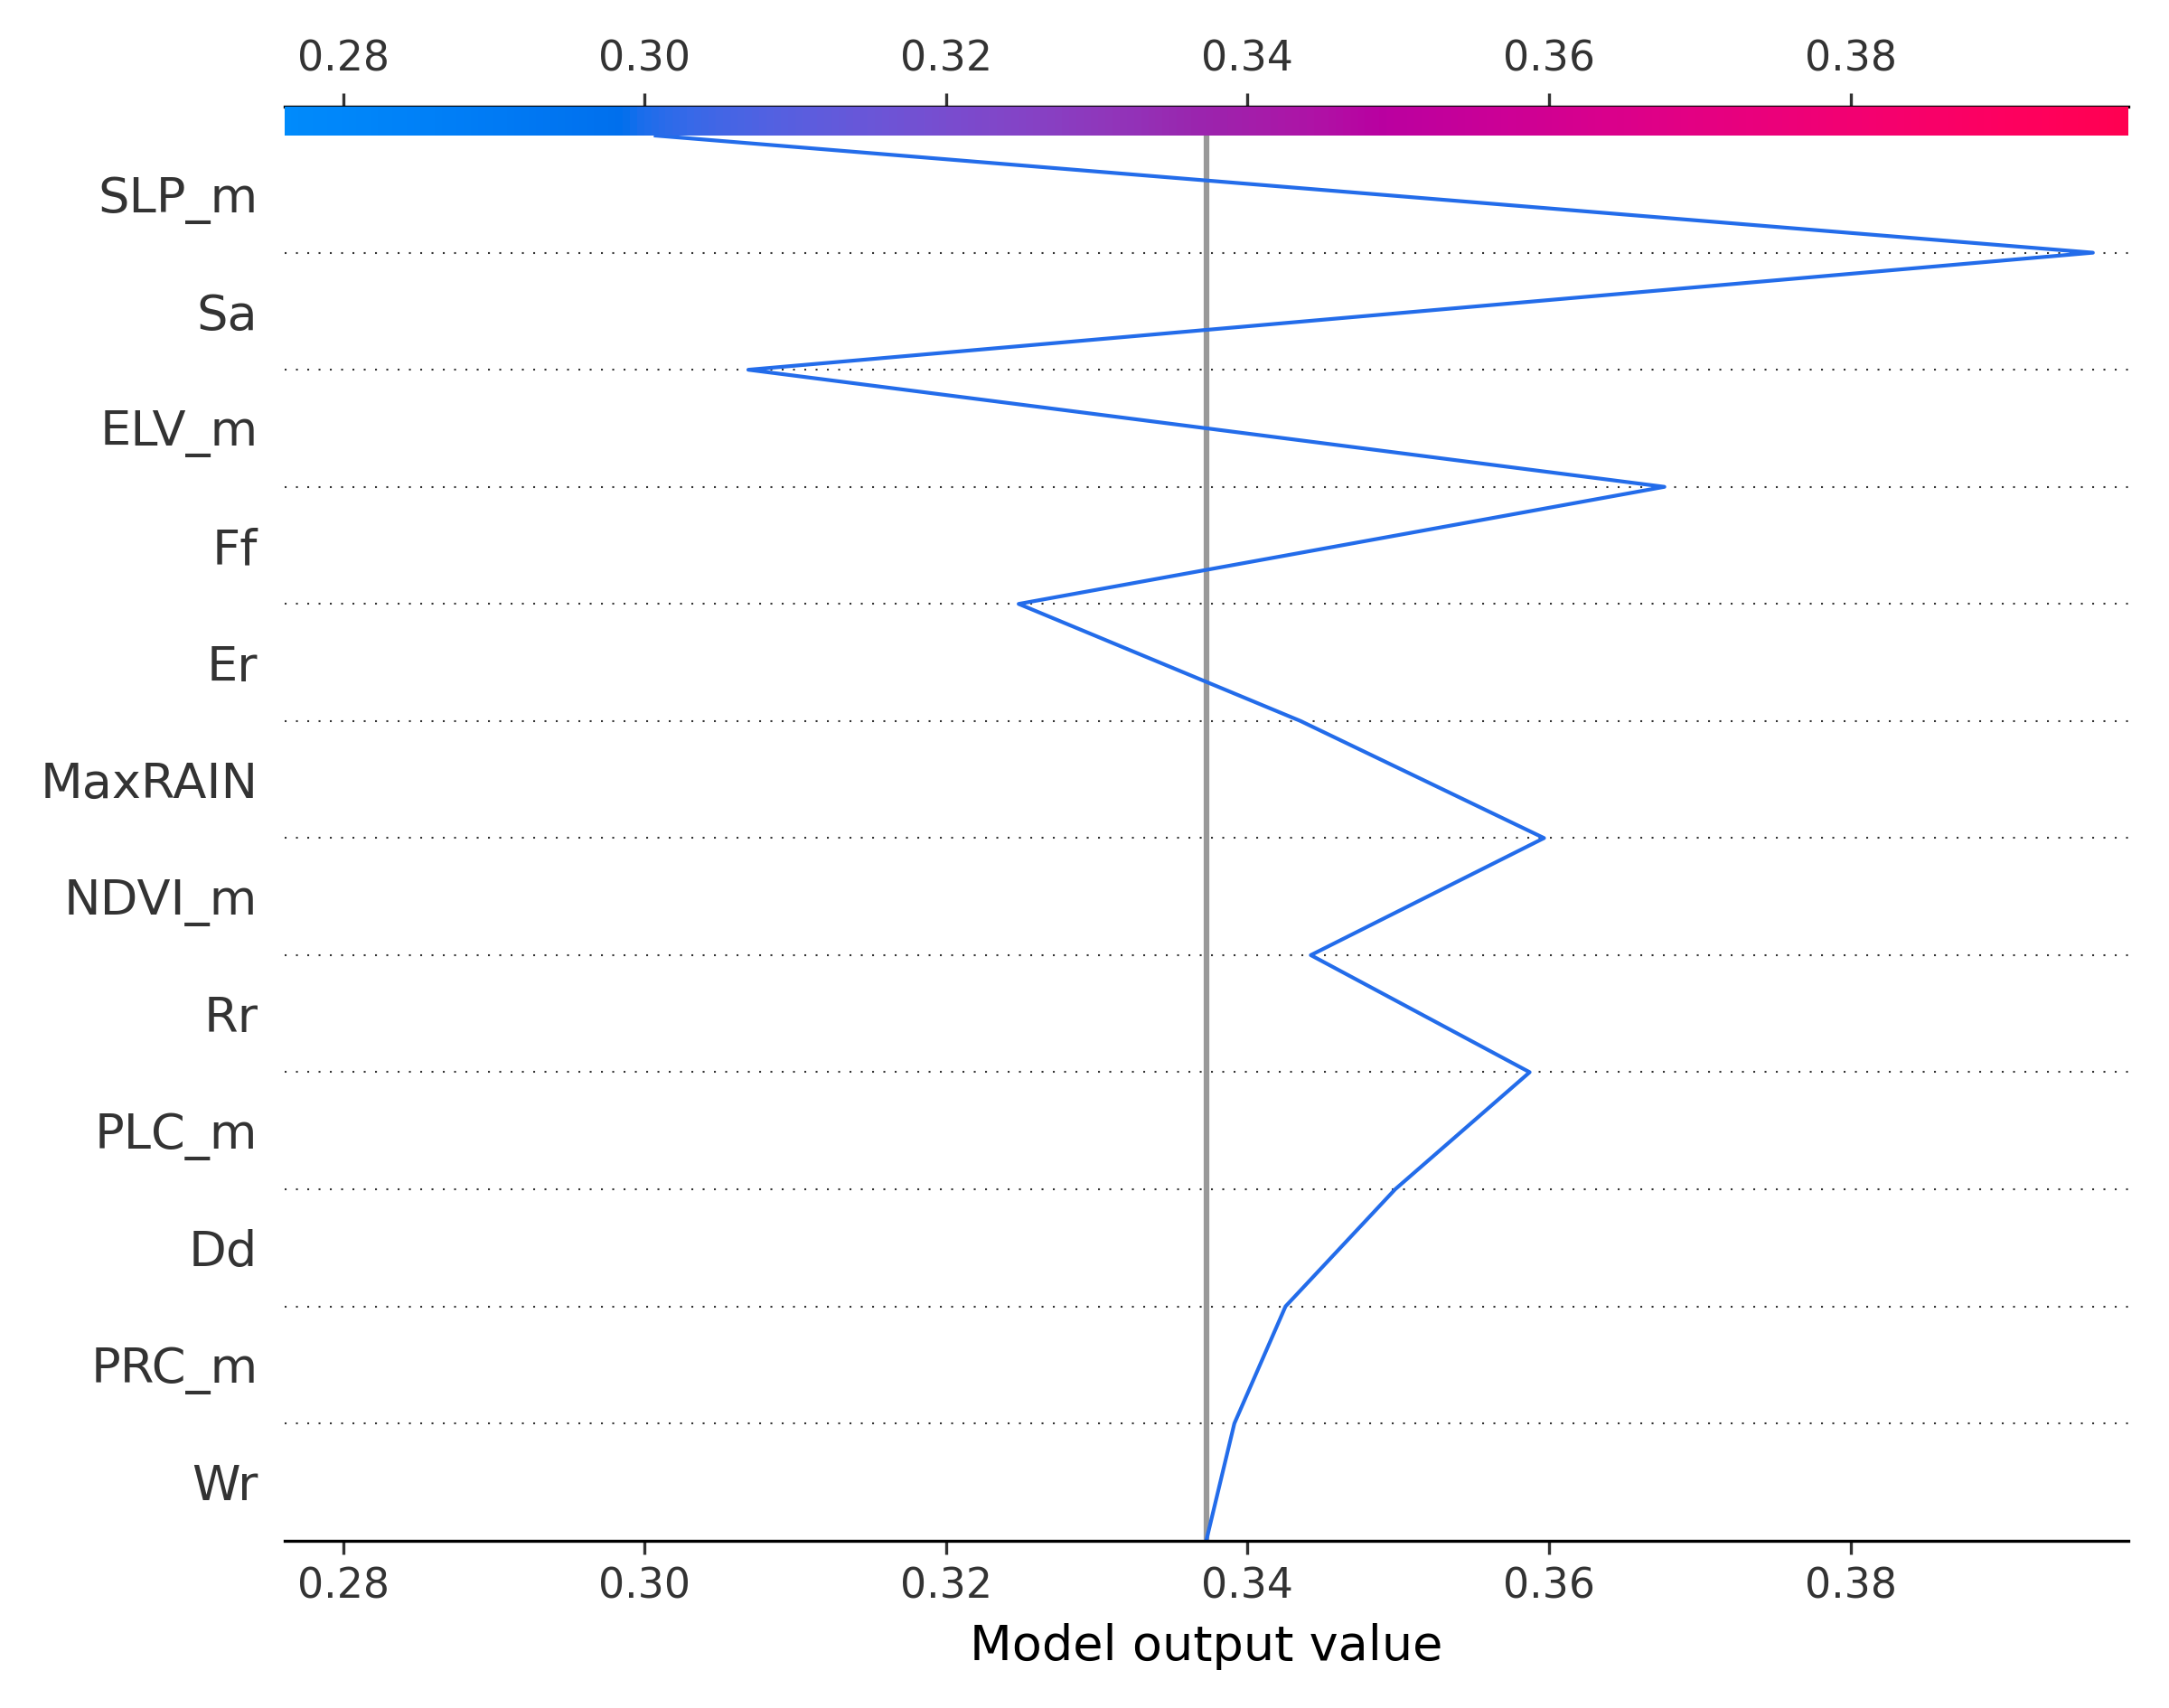 0.28 0.30 0.32 0.34 0.36 0.38
SLP_m
Sa
ELV_m
Ff
Er
MaxRAIN
NDVI_m
Rr
PLC_m
Dd
PRC_m
Wr
0.28 0.30 0.32 0.34 0.36 0.38
Model output value